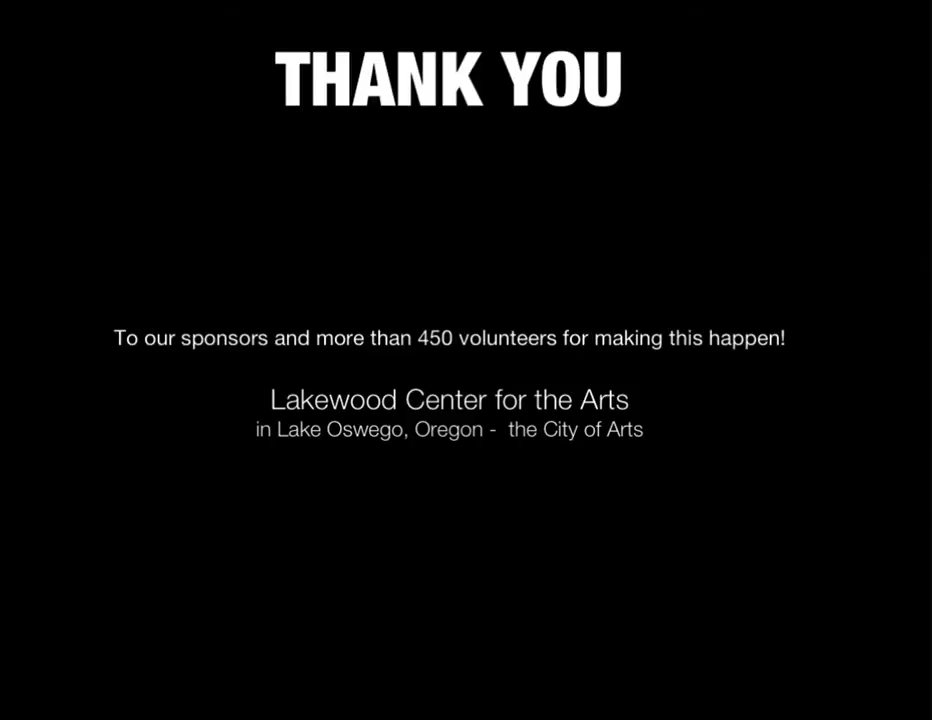 THANK YOU
To our sponsors and more than 450 volunteers for making this happen!
Lakewood Center for the Arts
in Lake Oswego, Oregon -  the City of Arts